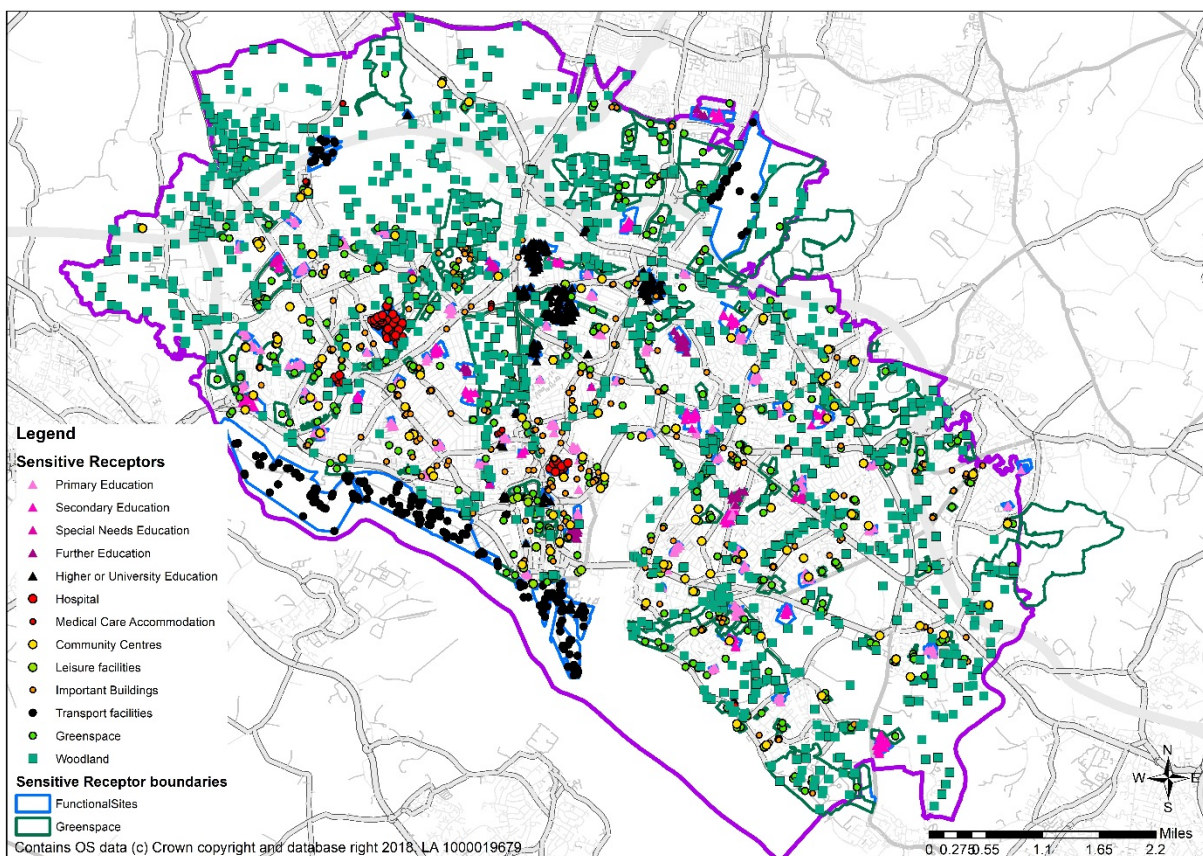 Legend
Sensitive Receptors
Primary Education
Secondary Education
Special Needs Education
Further Education
Higher or University Education
Hospital
Medical Care Accommodation
Community Centres
Leisure facilities
Important Buildings
Transport facilities
Greenspace
Woodland
Sensitive Receptor boundaries
FunctionalSites
Greenspace
Contains OS data (c) Crown copyright and database right 2018. LA 1000019679
N
W E
S
Miles
0 0.275 0.55 1.1 1.65 2.2